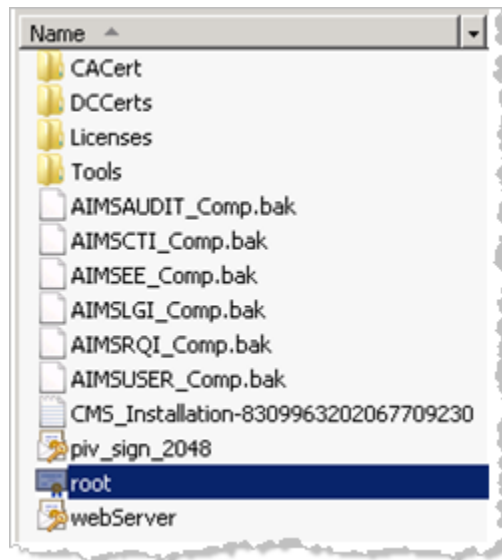 Name
CACert
DCCerts
Licenses
Tools
AIMSAUDIT_Comp.bak
AIMSCTI_Comp.bak
AIMSEE_Comp.bak
AIMSLGI_Comp.bak
AIMSRQI_Comp.bak
AIMSUSER_Comp.bak
CMS_Installation-8309963202067709230
piv_sign_2048
root
webServer